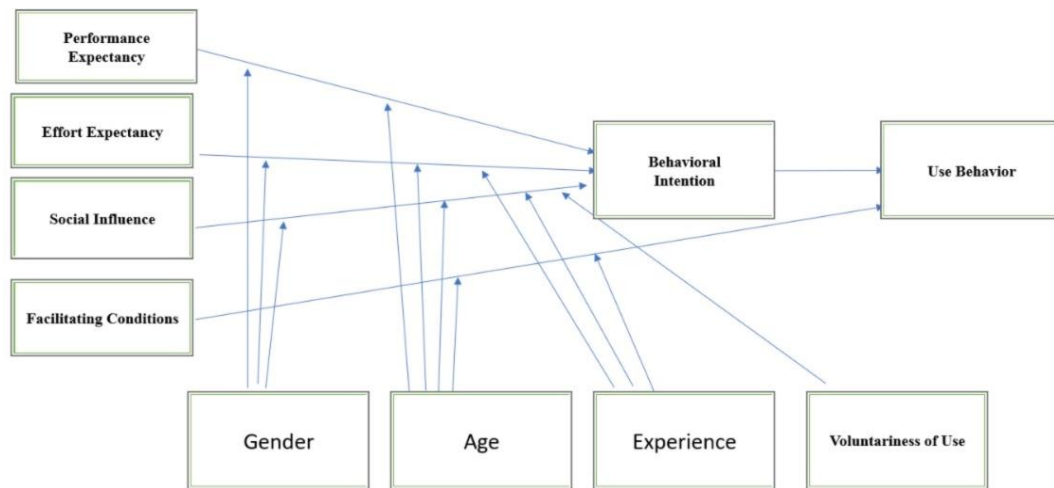 Performance
Expectancy
Effort Expectancy
Social Influence
Facilitating Conditions
Behavioral
Intention
Use Behavior
Gender
Age
Experience
Voluntariness of Use